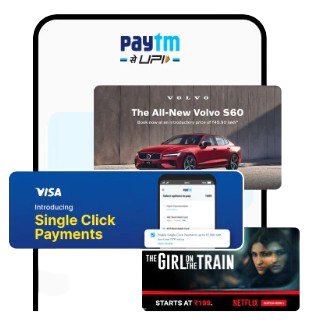 paytm
से UPI
VOLVO
The All-New Volvo S60
VISA
Introducing
Single Click
Payments
THE GIRL ON THE TRAIN
STARTS AT ₹199.
NETFLIX